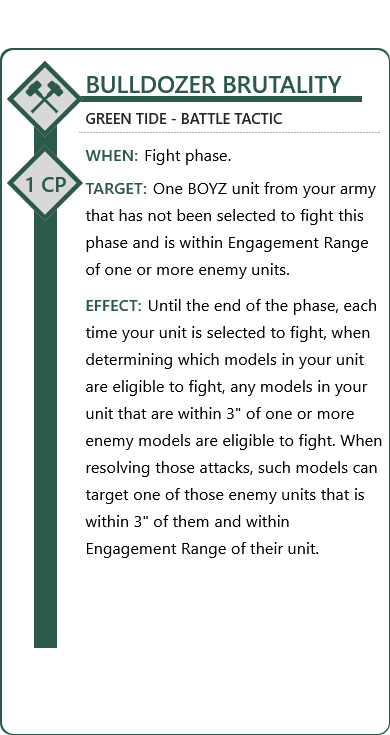 BULLDOZER BRUTALITY
GREEN TIDE - BATTLE TACTIC
WHEN: Fight phase.
1 CP
TARGET: One BOYZ unit from your army
that has not been selected to fight this
phase and is within Engagement Range
of one or more enemy units.
EFFECT: Until the end of the phase, each
time your unit is selected to fight, when
determining which models in your unit
are eligible to fight, any models in your
unit that are within 3" of one or more
enemy models are eligible to fight. When
resolving those attacks, such models can
target one of those enemy units that is
within 3" of them and within
Engagement Range of their unit.